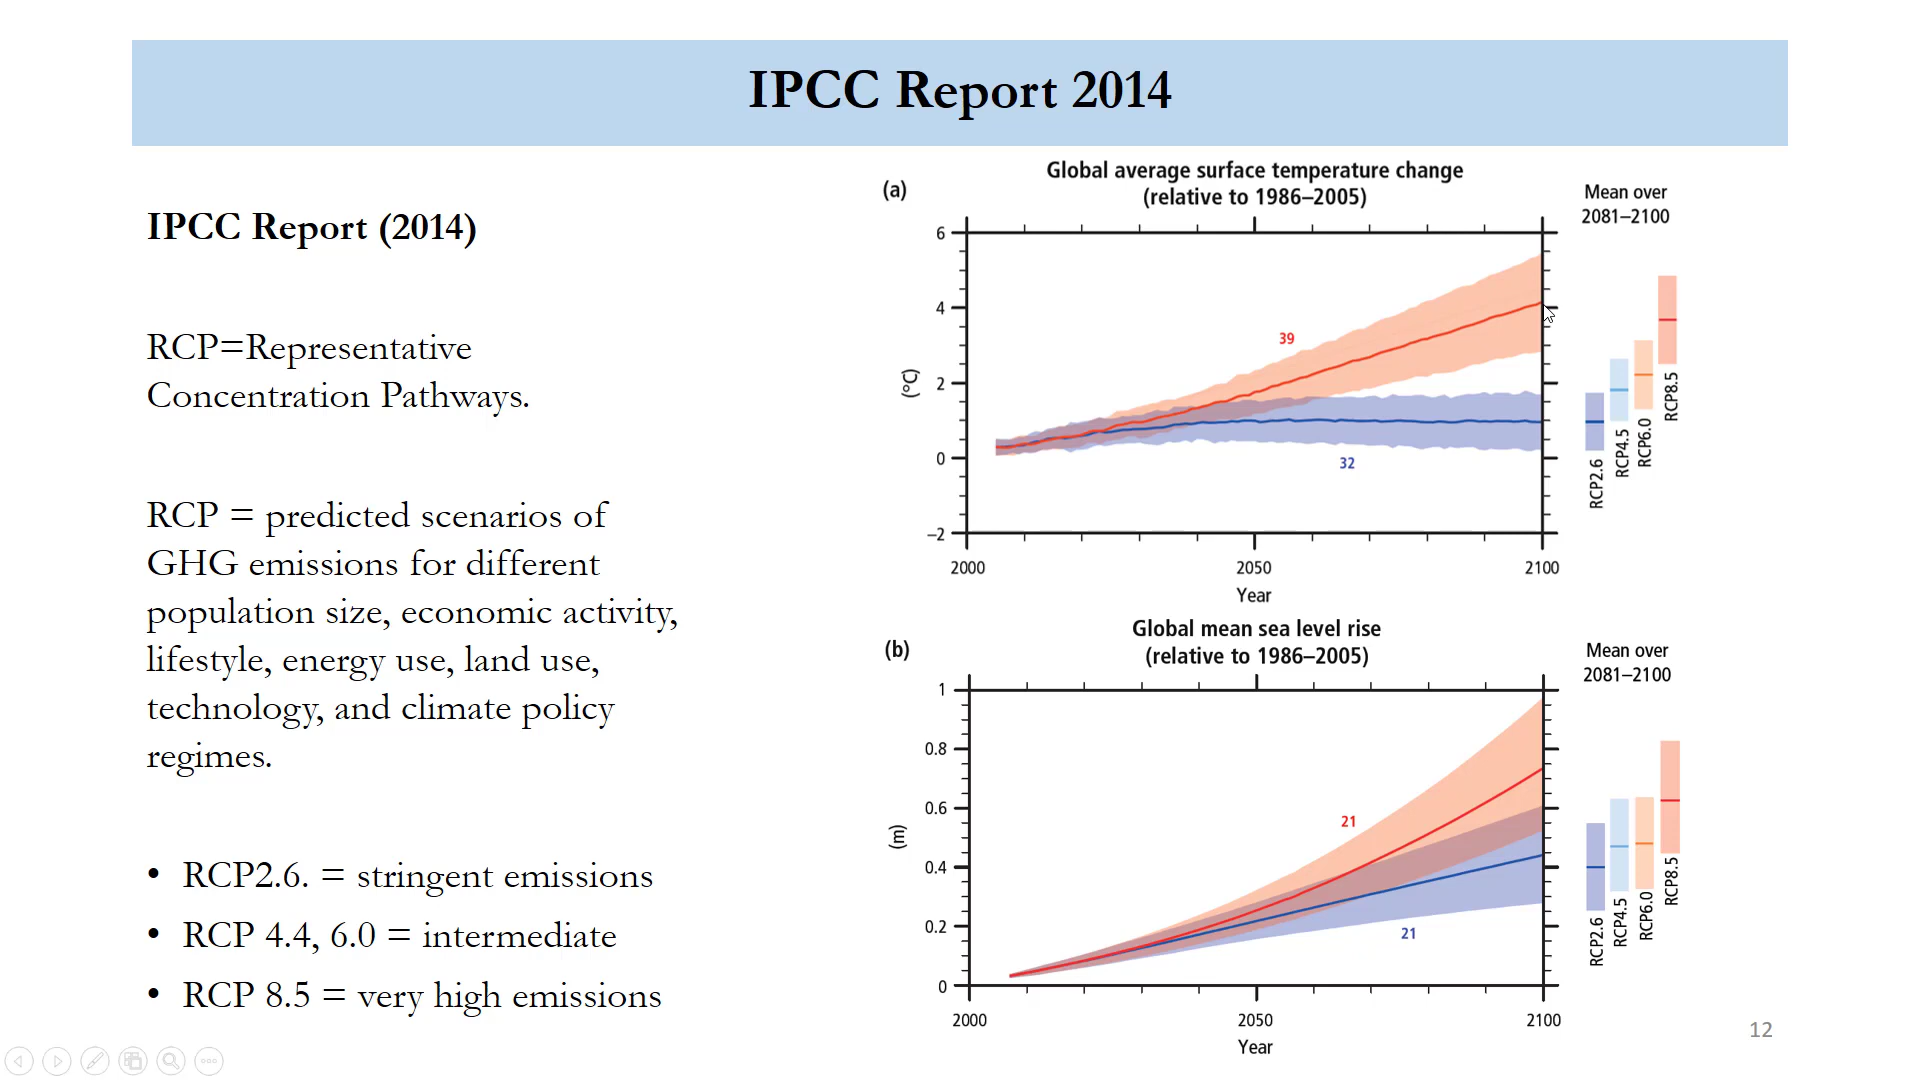 IPCC Report 2014
IPCC Report (2014)
RCP=Representative
Concentration Pathways.
RCP = predicted scenarios of
GHG emissions for different
population size, economic activity,
lifestyle, energy use, land use,
technology, and climate policy
regimes.
• RCP2.6. = stringent emissions
• RCP 4.4, 6.0 = intermediate
• RCP 8.5 = very high emissions
(a)
Global average surface temperature change
(relative to 1986–2005)
Mean over
2081–2100
6
4
2
0
–2
(°C)
39
32
2000
2050
2100
Year
RCP2.6
RCP4.5
RCP6.0
RCP8.5
(b)
Global mean sea level rise
(relative to 1986–2005)
Mean over
2081–2100
1
0.8
0.6
0.4
0.2
0
(m)
21
21
2000
2050
2100
Year
RCP2.6
RCP4.5
RCP6.0
RCP8.5
12